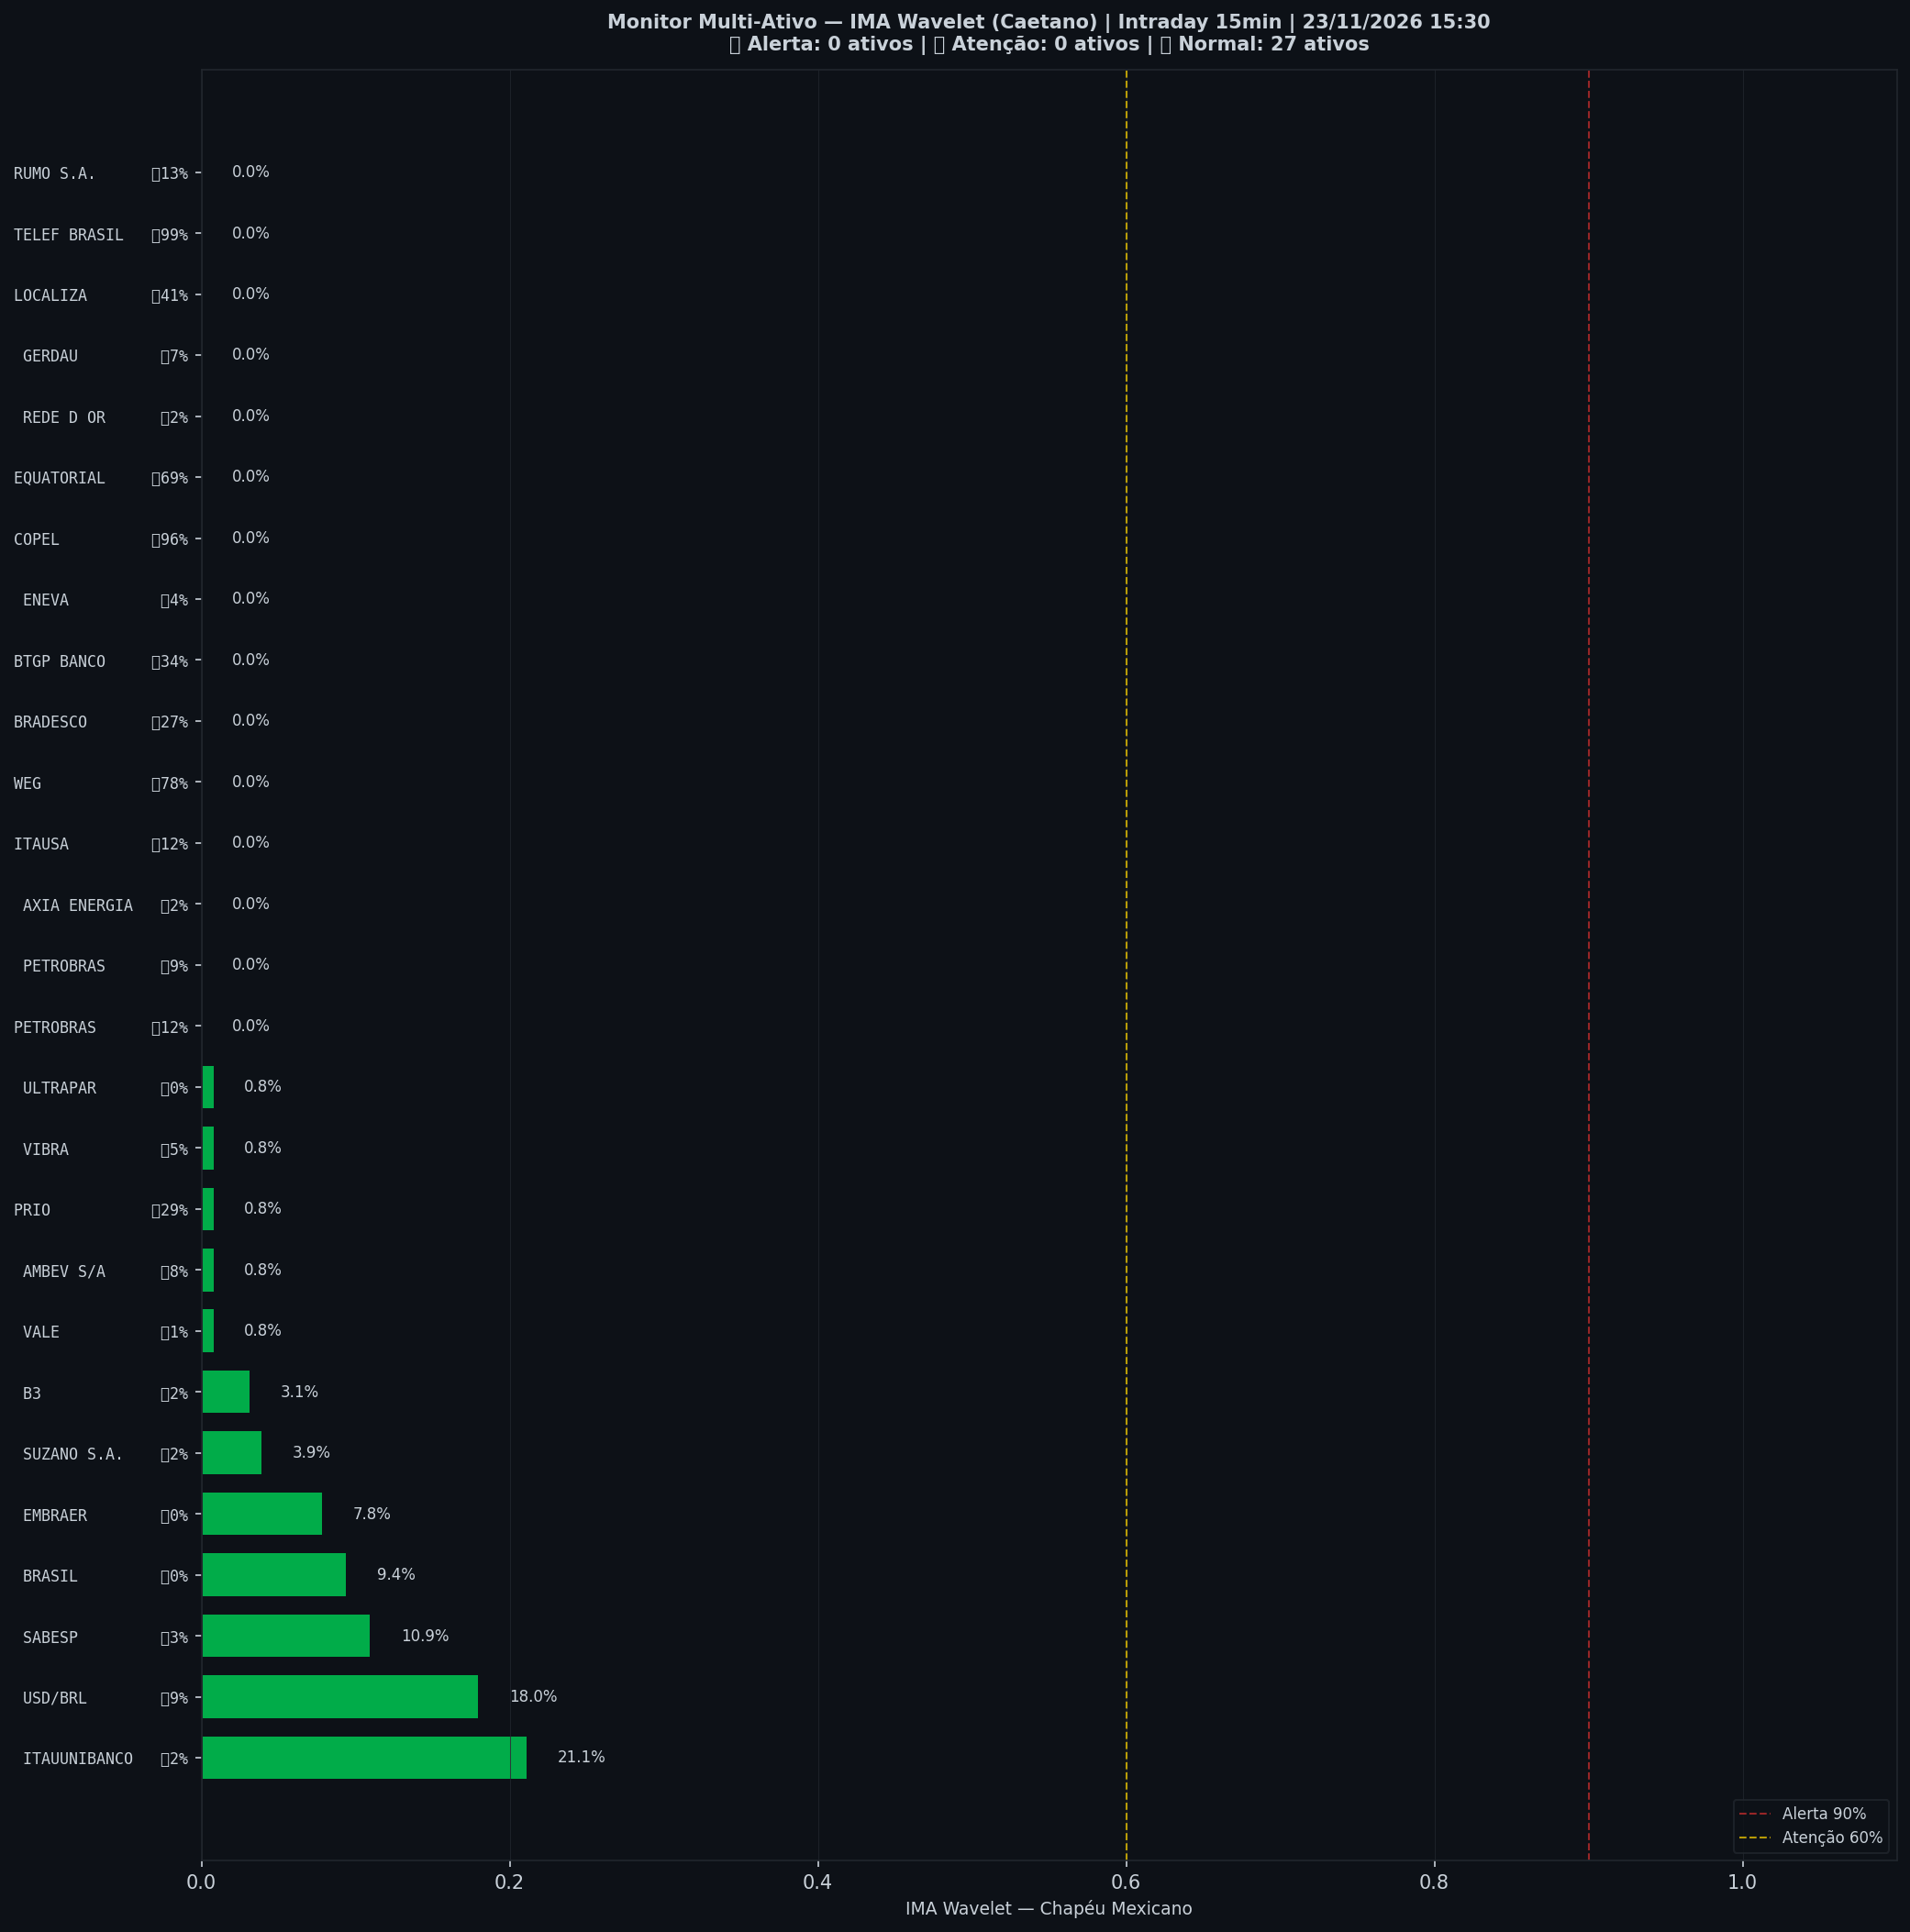 Monitor Multi-Ativo — IMA Wavelet (Caetano) | Intraday 15min | 23/11/2026 15:30
▯ Alerta: 0 ativos | ▯ Atenção: 0 ativos | ▯ Normal: 27 ativos
RUMO S.A. ▯13% 0.0%
TELEF BRASIL ▯99% 0.0%
LOCALIZA ▯41% 0.0%
GERDAU ▯7% 0.0%
REDE D OR ▯2% 0.0%
EQUATORIAL ▯69% 0.0%
COPEL ▯96% 0.0%
ENEVA ▯4% 0.0%
BTGP BANCO ▯34% 0.0%
BRADESCO ▯27% 0.0%
WEG ▯78% 0.0%
ITAUSA ▯12% 0.0%
AXIA ENERGIA ▯2% 0.0%
PETROBRAS ▯9% 0.0%
PETROBRAS ▯12% 0.0%
ULTRAPAR ▯0% 0.8%
VIBRA ▯5% 0.8%
PRIO ▯29% 0.8%
AMBEV S/A ▯8% 0.8%
VALE ▯1% 0.8%
B3 ▯2% 3.1%
SUZANO S.A. ▯2% 3.9%
EMBRAER ▯0% 7.8%
BRASIL ▯0% 9.4%
SABESP ▯3% 10.9%
USD/BRL ▯9% 18.0%
ITAUUNIBANCO ▯2% 21.1%
Alerta 90%
Atenção 60%
0.0 0.2 0.4 0.6 0.8 1.0
IMA Wavelet — Chapéu Mexicano